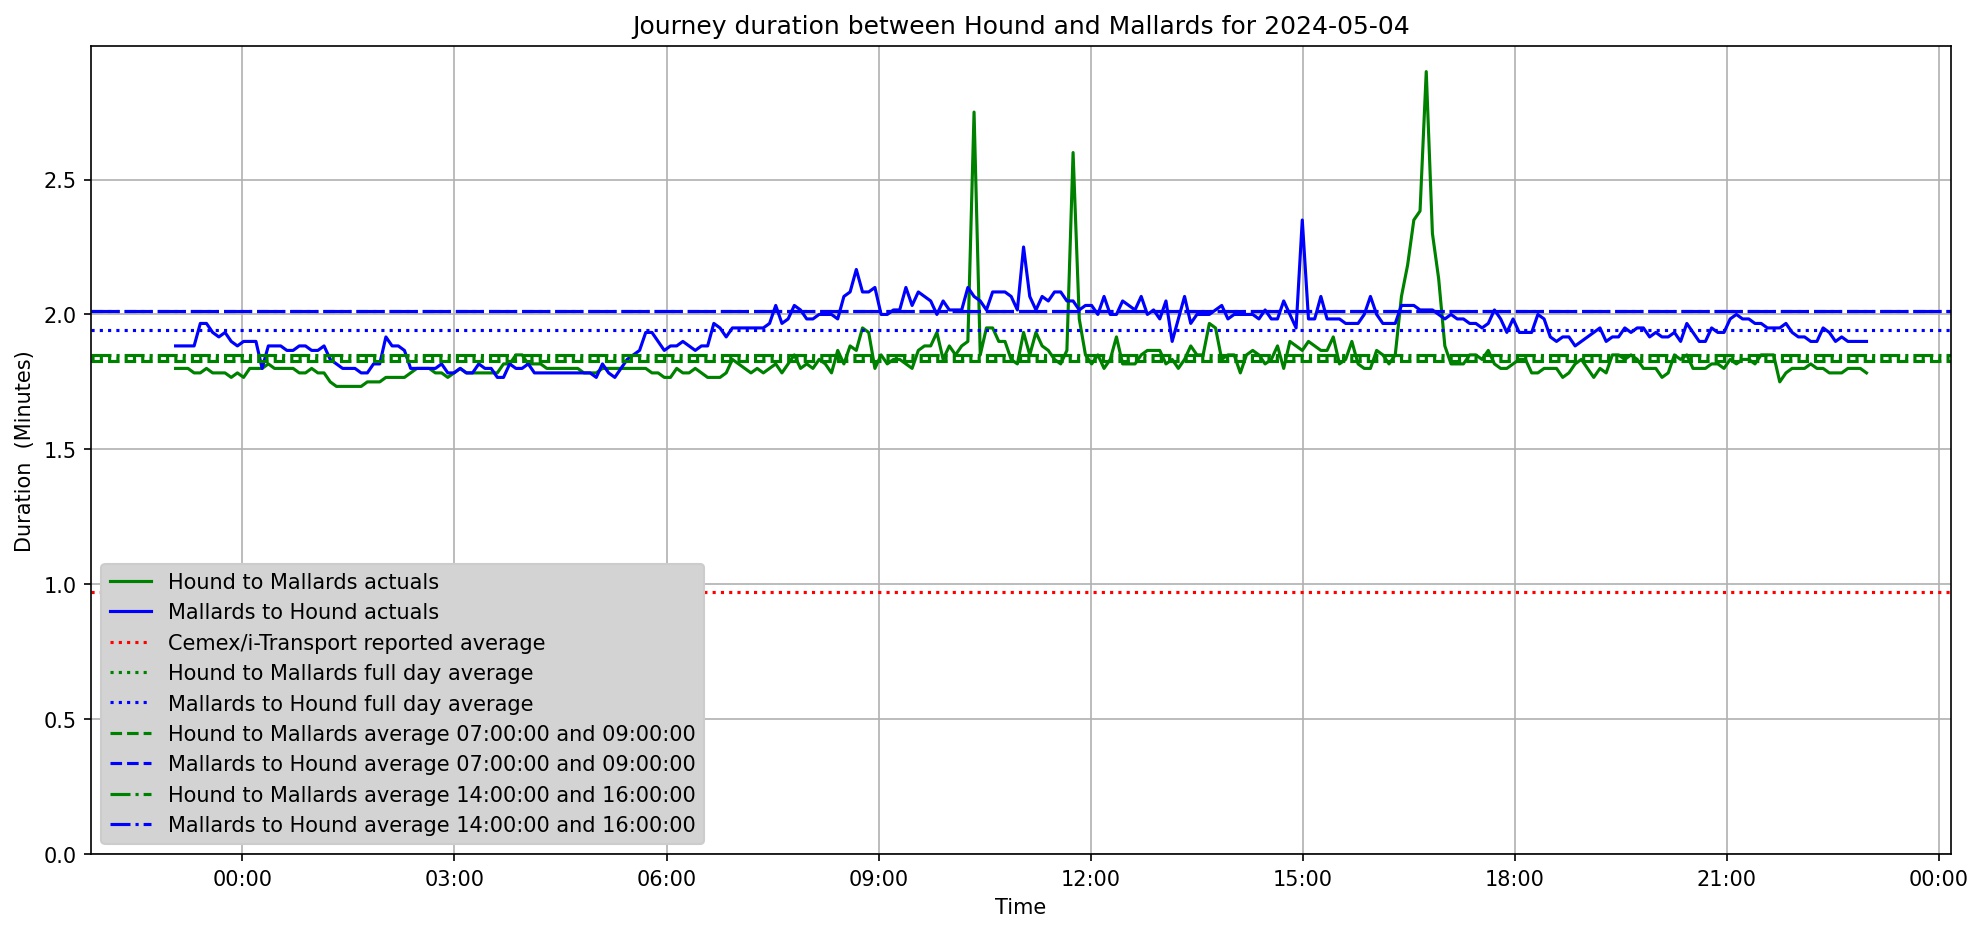 Journey duration between Hound and Mallards for 2024-05-04
Duration  (Minutes)
2.5
2.0
1.5
1.0
0.5
0.0
Hound to Mallards actuals
Mallards to Hound actuals
Cemex/i-Transport reported average
Hound to Mallards full day average
Mallards to Hound full day average
Hound to Mallards average 07:00:00 and 09:00:00
Mallards to Hound average 07:00:00 and 09:00:00
Hound to Mallards average 14:00:00 and 16:00:00
Mallards to Hound average 14:00:00 and 16:00:00
00:00 03:00 06:00 09:00 12:00 15:00 18:00 21:00 00:00
Time